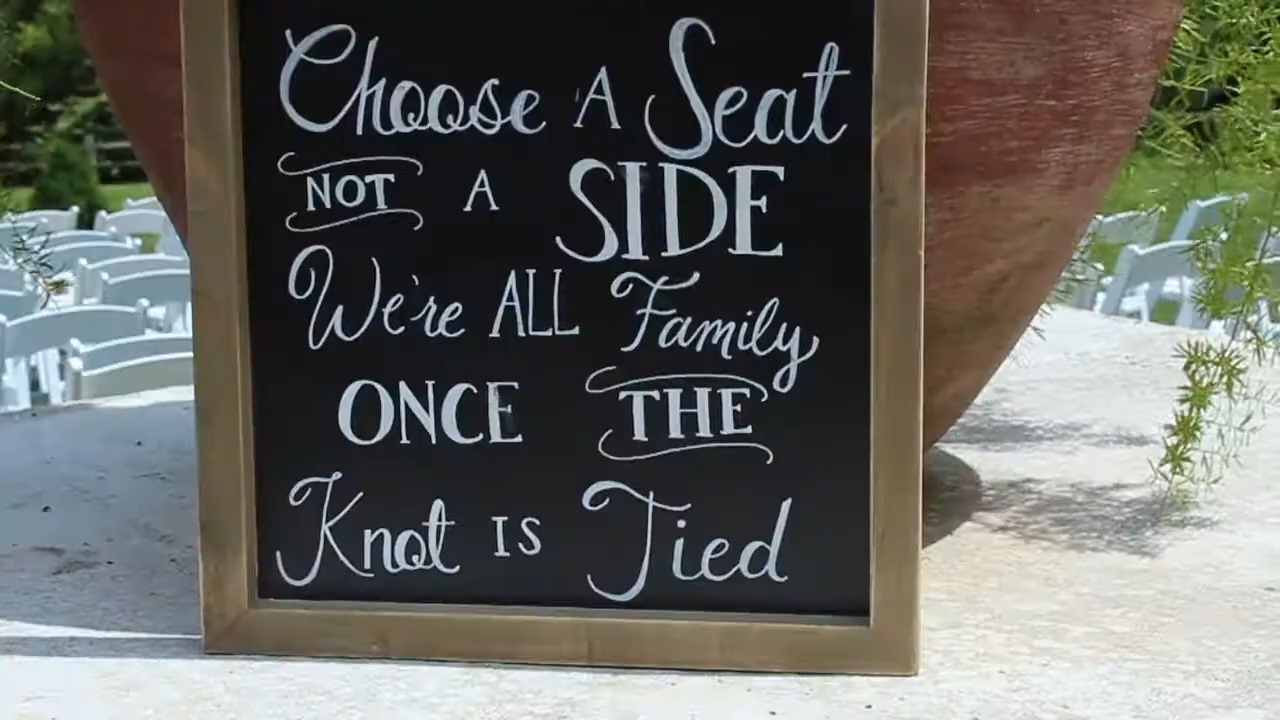 Choose A Seat
NOT A SIDE
We're ALL Family
ONCE THE
Knot IS Tied